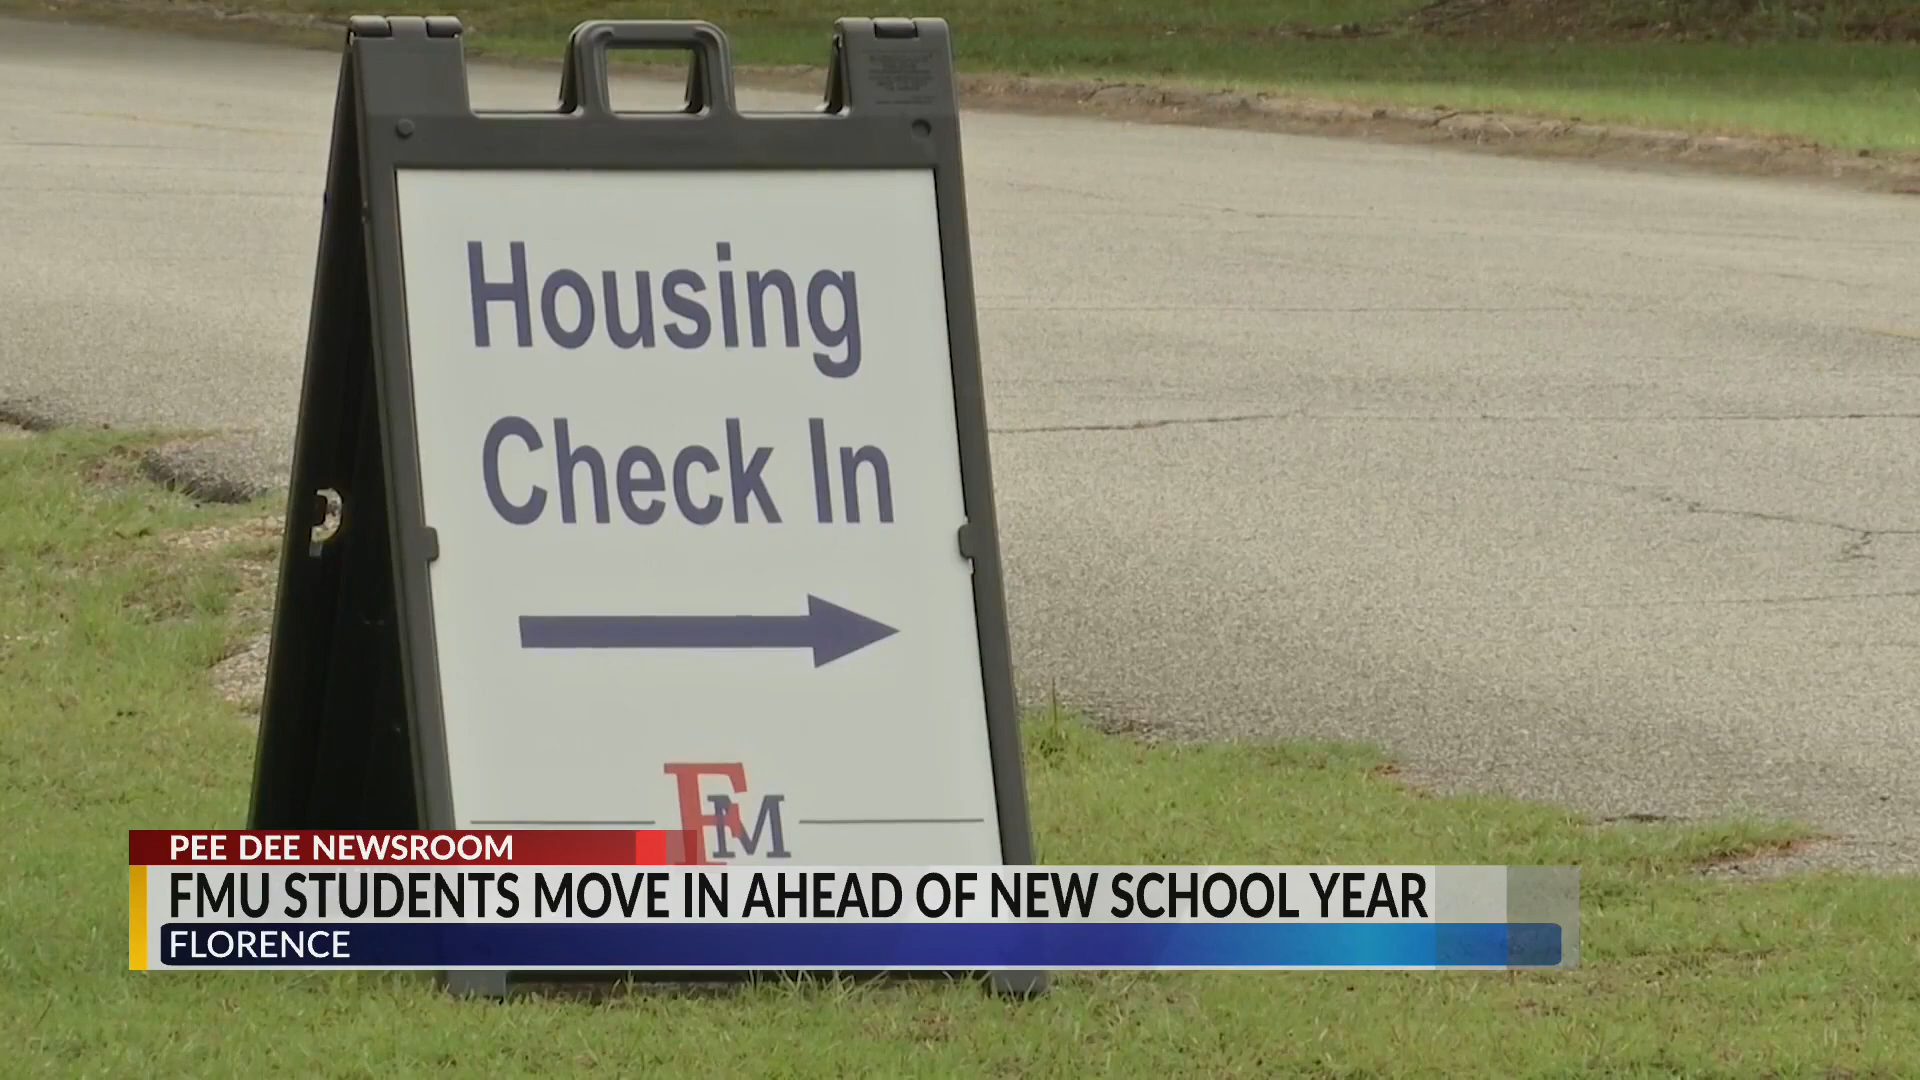 Housing
Check In
FM
PEE DEE NEWSROOM
FMU STUDENTS MOVE IN AHEAD OF NEW SCHOOL YEAR
FLORENCE